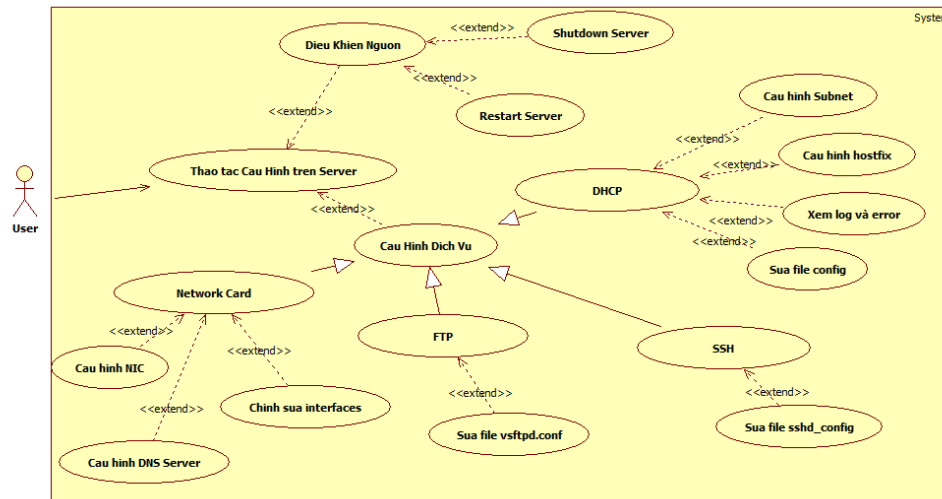 System
<<extend>>
Shutdown Server
Dieu Khien Nguon
Cau hinh Subnet
<<extend>>
<<extend>>
Restart Server
<<extend>>
Cau hinh hostfix
<<extend>>
Thao tac Cau Hinh tren Server
DHCP
<<extend>>
Xem log và error
User
<<extend>>
Cau Hinh Dich Vu
Sua file config
Network Card
<<extend>>
<<extend>>
FTP
SSH
Cau hinh NIC
<<extend>>
<<extend>>
<<extend>>
Chinh sua interfaces
Sua file vsftpd.conf
Sua file sshd_config
Cau hinh DNS Server